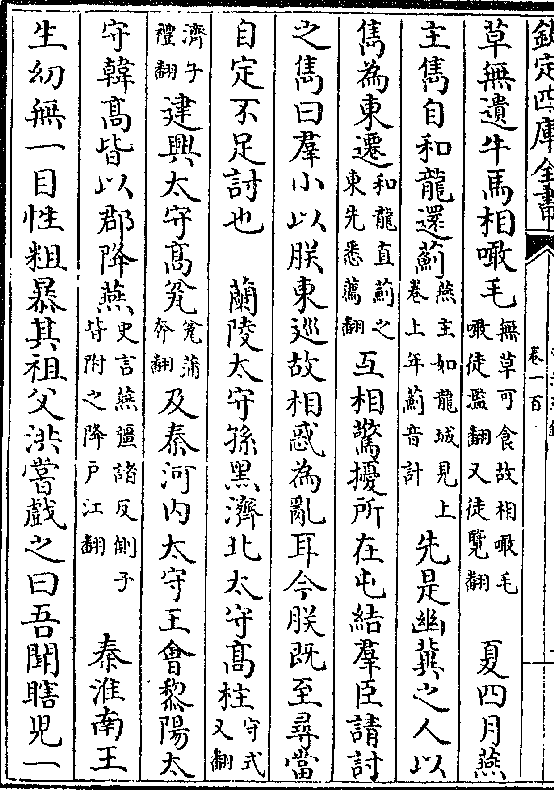 欽定四庫全書
卷一百
草無遺牛馬相噉毛無草可食故相噉毛噉徒濫翻又徒覽翻 夏四月燕
主雋自和龍還薊燕主如龍城見上卷上年薊音計 先是幽冀之人以
雋為東遷和龍直薊之東先悉薦翻互相驚擾所在屯結羣臣請討
之雋曰羣小以朕東巡故相惑為亂耳今朕既至尋當
自定不足討也 蘭陵太守孫黑濟北太守高柱守式又翻
濟子禮翻建興太守高瓫瓫蒲奔翻及秦河内太守王會黎陽太
守韓高皆以郡降燕史言燕疆諸反側子皆附之降戶江翻 秦淮南王
生幼無一目性粗暴其祖父洪嘗戲之曰吾聞瞎兒一